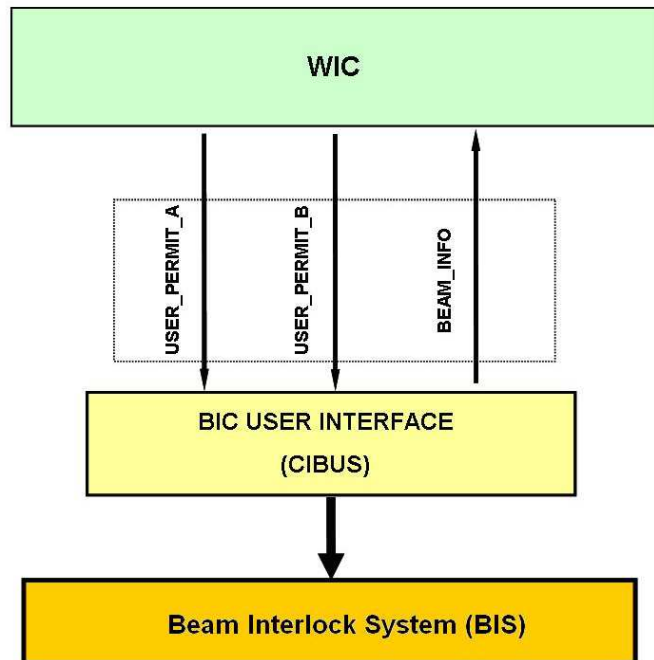 WIC
USER_PERMIT_A
USER_PERMIT_B
BEAM_INFO
BIC USER INTERFACE
(CIBUS)
Beam Interlock System (BIS)